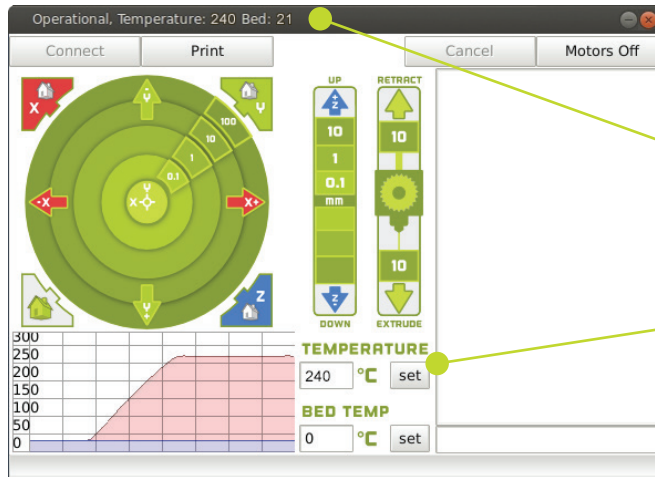 Operational, Temperature: 240 Bed: 21
Connect
Print
Cancel
Motors Off
X
Y
Y
100
10
1
0.1
-X
X
Y
X+
Y
Z
UP
+Z
10
1
0.1
mm
Z-
DOWN
RETRACT
10
10
EXTRUDE
300
250
200
150
100
50
0
TEMPERATURE
240 °C set
BED TEMP
0 °C set